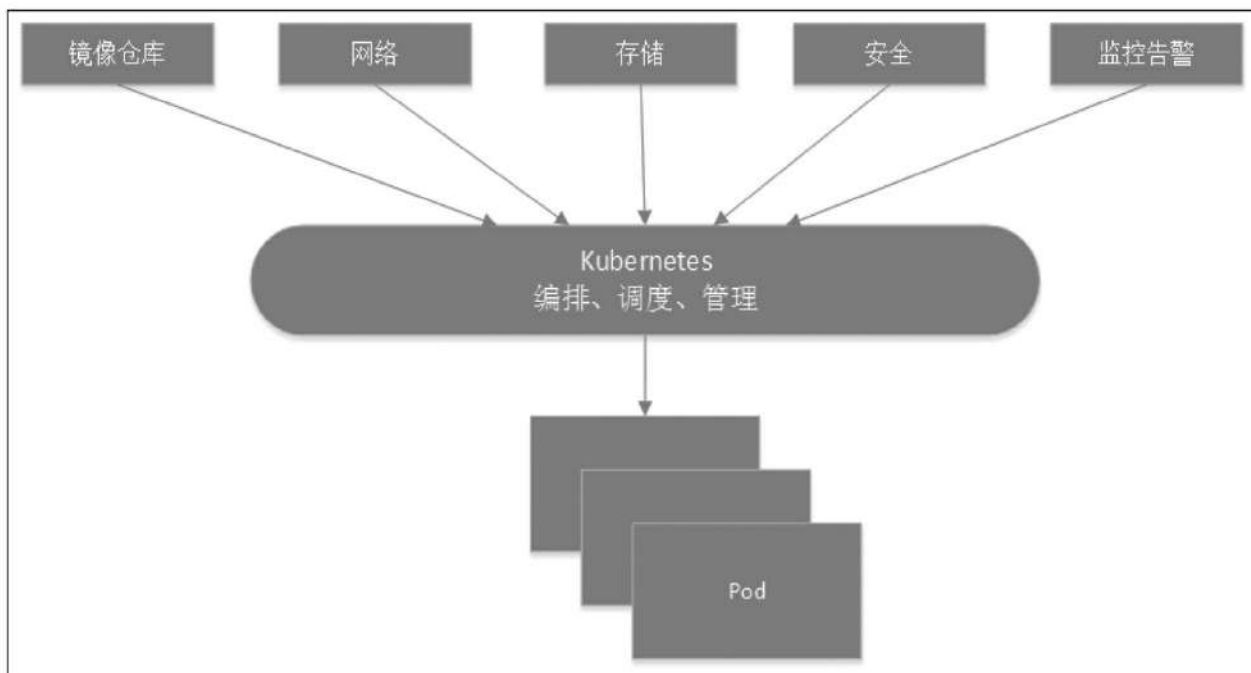 镜像仓库
网络
存储
安全
监控告警
Kubernetes
编排、调度、管理
Pod